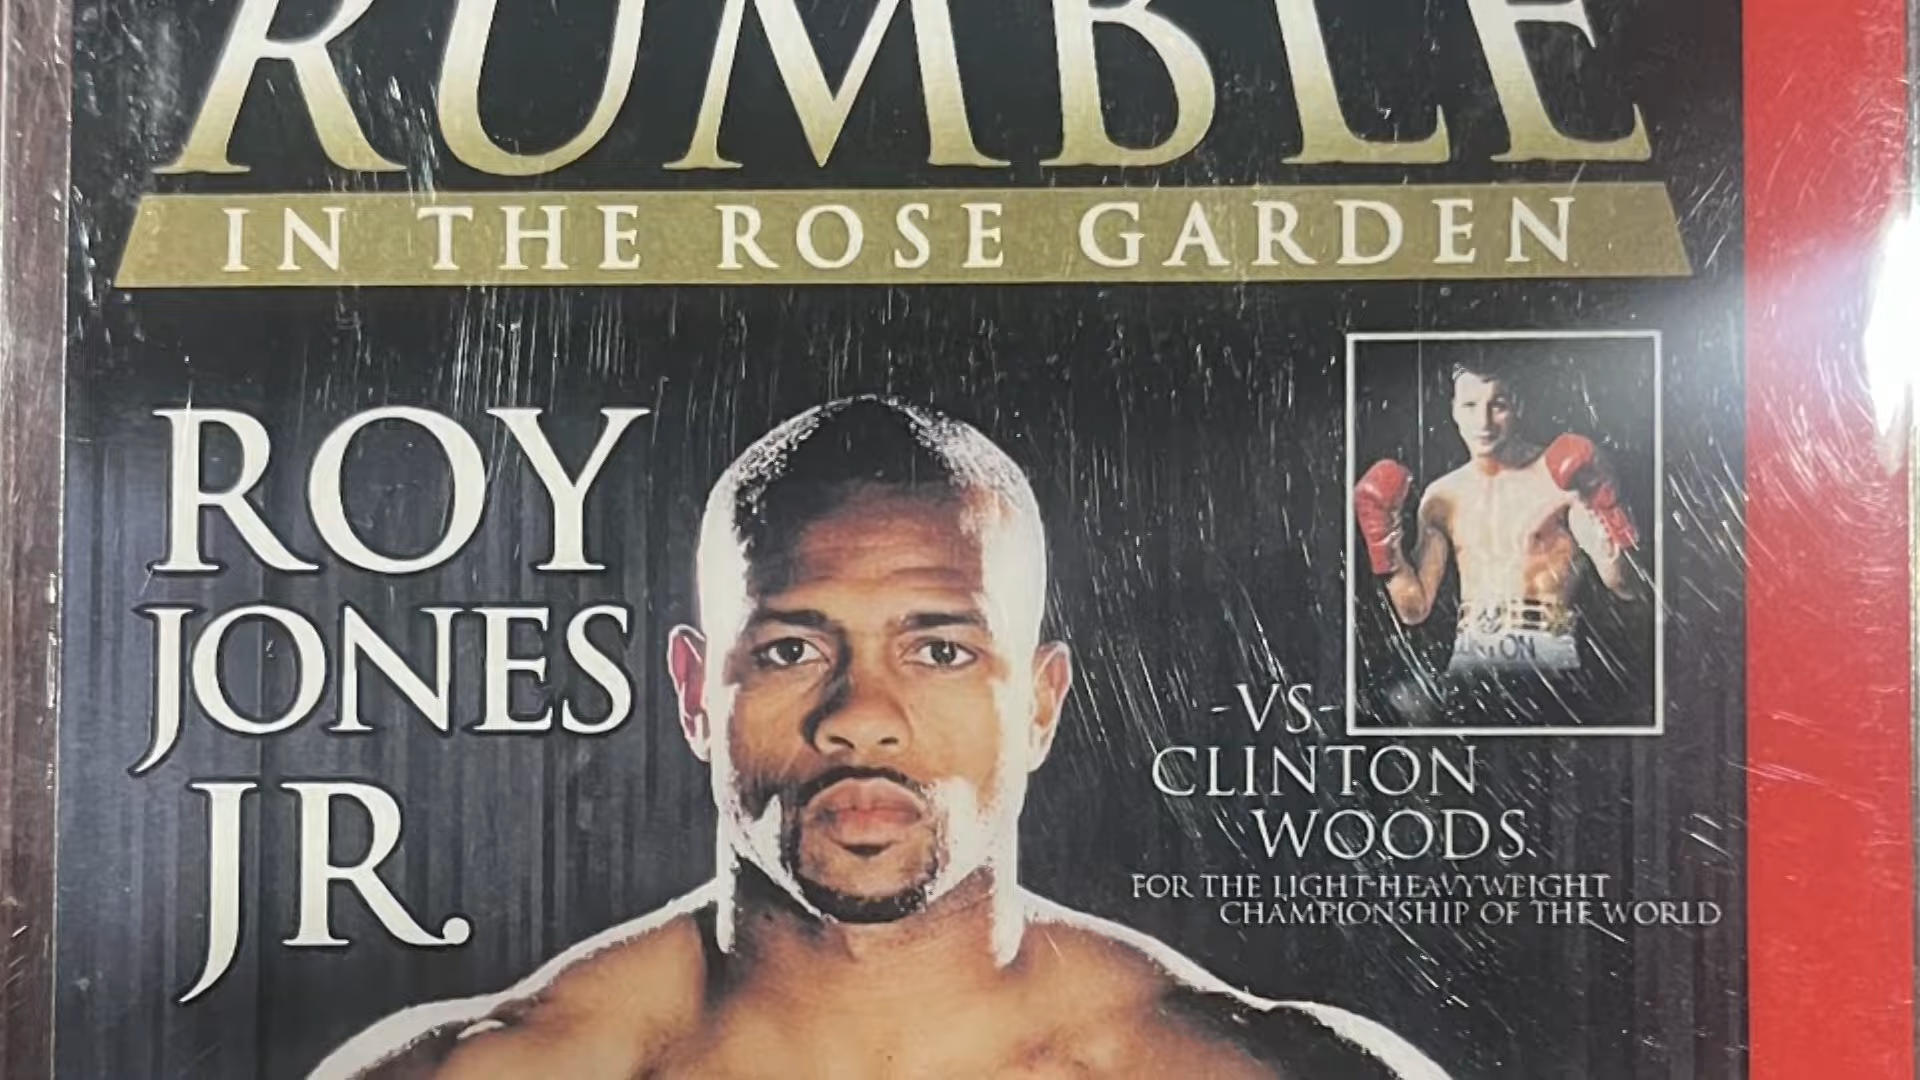 RUMBLE
IN THE ROSE GARDEN
ROY
JONES
JR.
-VS-
CLINTON
WOODS
FOR THE LIGHT-HEAVYWEIGHT
CHAMPIONSHIP OF THE WORLD